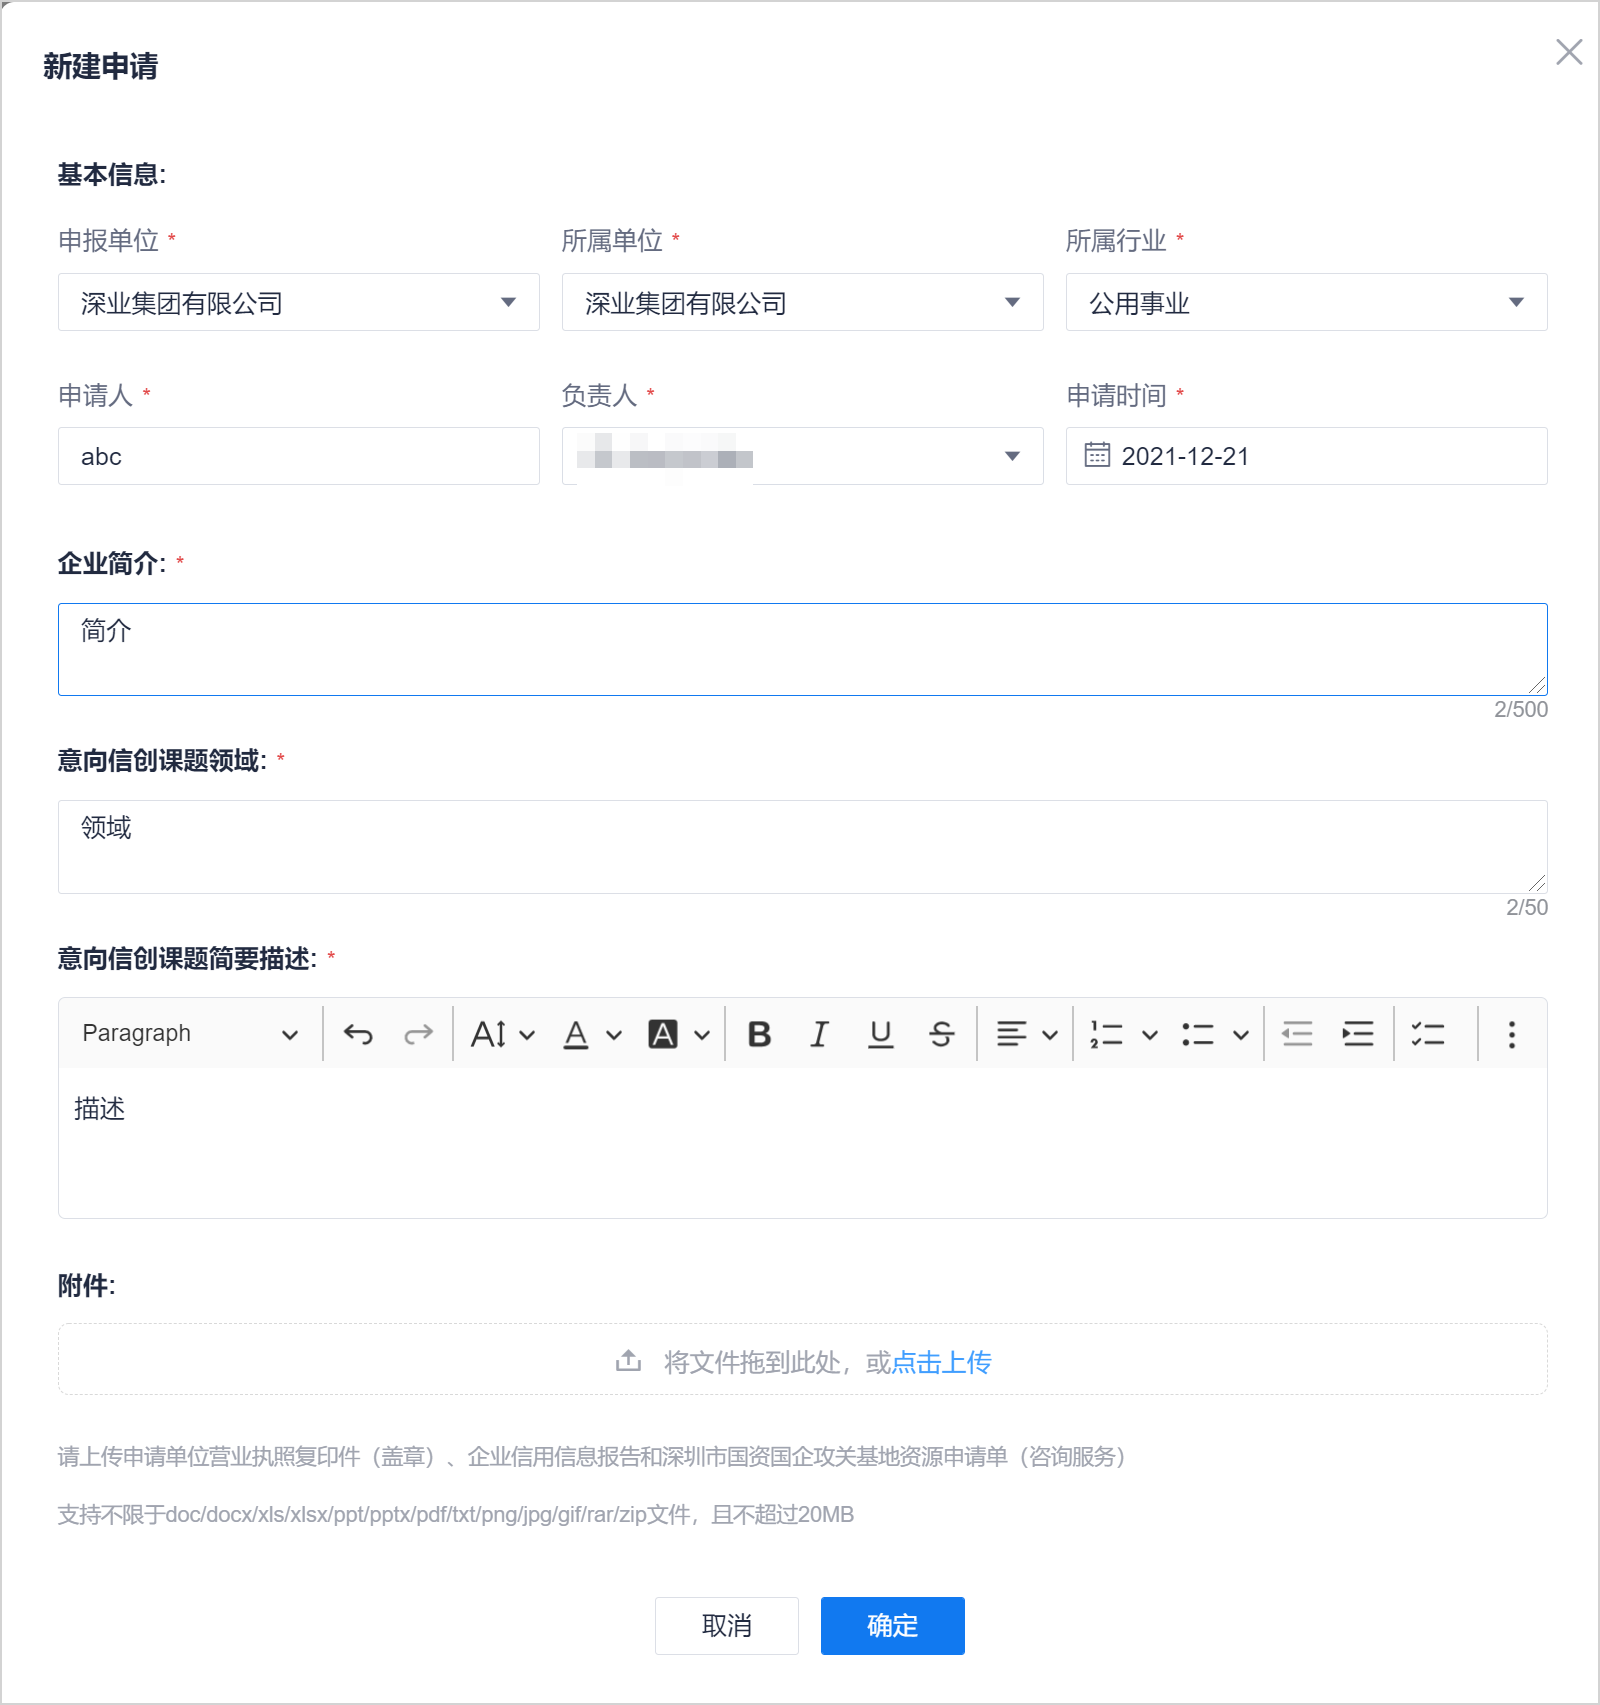 新建申请
基本信息:
申报单位 * 所属单位 * 所属行业 *
深业集团有限公司 深业集团有限公司 公用事业
申请人 * 负责人 * 申请时间 *
abc 2021-12-21
企业简介: *
简介
2/500
意向信创课题领域: *
领域
2/50
意向信创课题简要描述: *
Paragraph
描述
附件:
将文件拖到此处，或点击上传
请上传申请单位营业执照复印件（盖章）、企业信用信息报告和深圳市国资国企攻关基地资源申请单（咨询服务）
支持不限于doc/docx/xls/xlsx/ppt/pptx/pdf/txt/png/jpg/gif/rar/zip文件，且不超过20MB
取消 确定